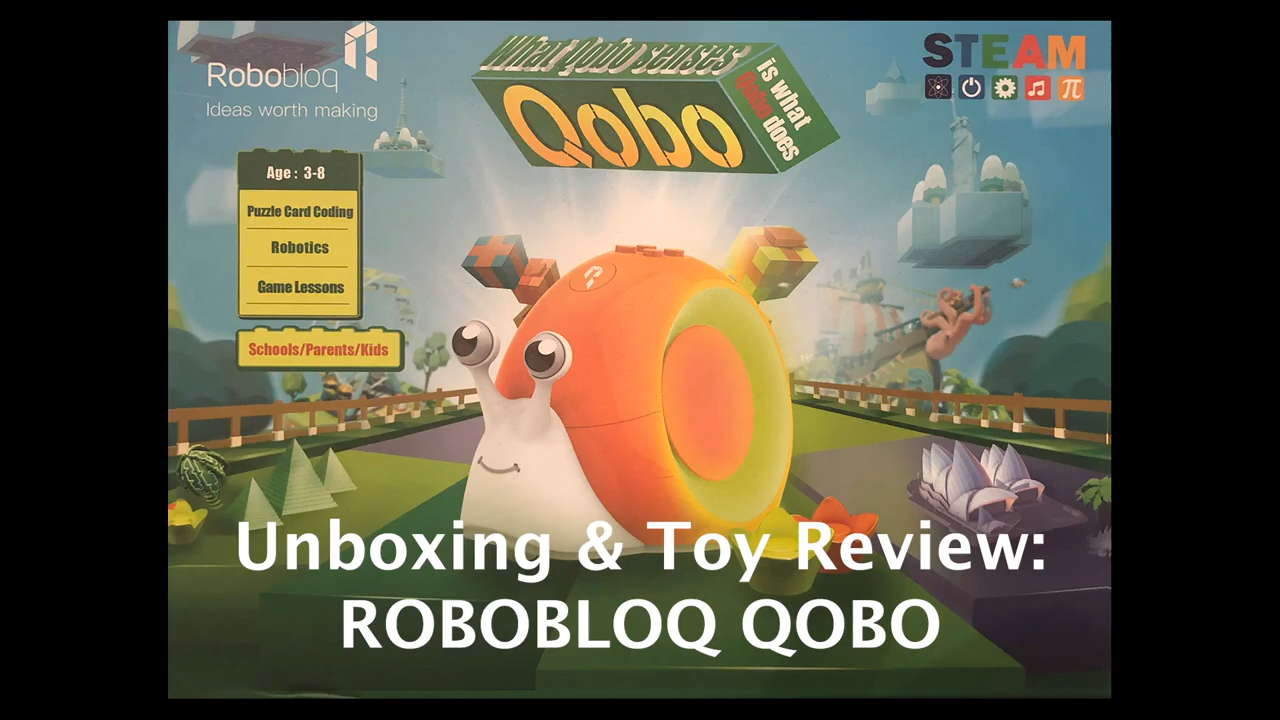 Robobloq
Ideas worth making
What Qobo senses
is what
Qobo does
Qobo
STEAM
π
Age : 3-8
Puzzle Card Coding
Robotics
Game Lessons
Schools/Parents/Kids
Unboxing & Toy Review:
ROBOBLOQ QOBO